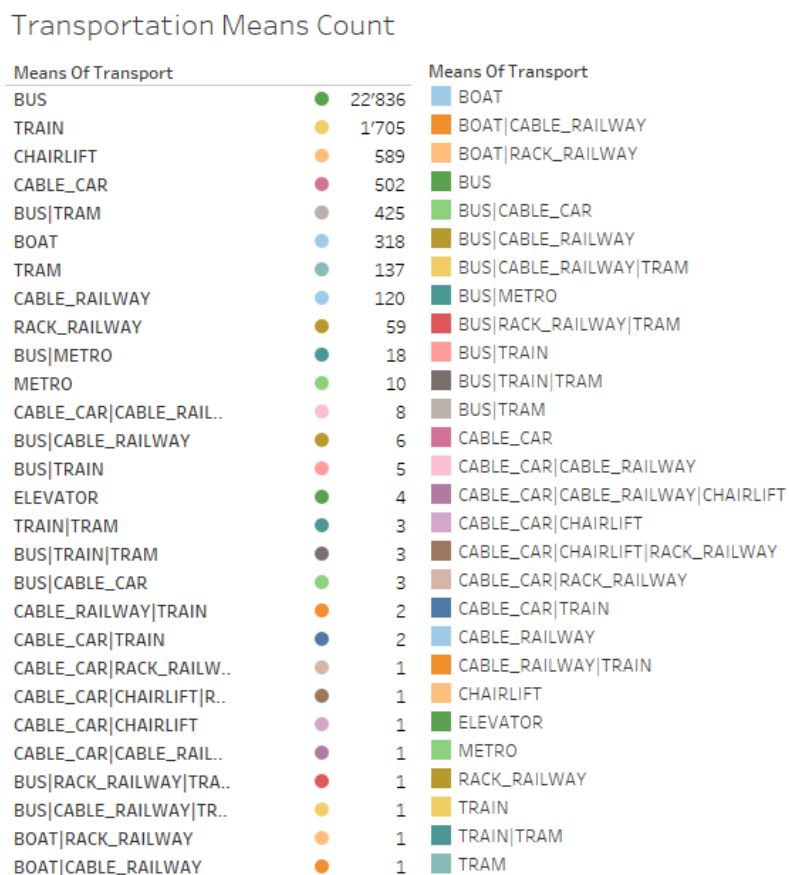 Transportation Means Count
Means Of Transport
BUS 22’836
TRAIN 1’705
CHAIRLIFT 589
CABLE_CAR 502
BUS|TRAM 425
BOAT 318
TRAM 137
CABLE_RAILWAY 120
RACK_RAILWAY 59
BUS|METRO 18
METRO 10
CABLE_CAR|CABLE_RAIL.. 8
BUS|CABLE_RAILWAY 6
BUS|TRAIN 5
ELEVATOR 4
TRAIN|TRAM 3
BUS|TRAIN|TRAM 3
BUS|CABLE_CAR 3
CABLE_RAILWAY|TRAIN 2
CABLE_CAR|TRAIN 2
CABLE_CAR|RACK_RAILW.. 1
CABLE_CAR|CHAIRLIFT|R.. 1
CABLE_CAR|CHAIRLIFT 1
CABLE_CAR|CABLE_RAIL.. 1
BUS|RACK_RAILWAY|TRA.. 1
BUS|CABLE_RAILWAY|TR.. 1
BOAT|RACK_RAILWAY 1
BOAT|CABLE_RAILWAY 1
Means Of Transport
BOAT
BOAT|CABLE_RAILWAY
BOAT|RACK_RAILWAY
BUS
BUS|CABLE_CAR
BUS|CABLE_RAILWAY
BUS|CABLE_RAILWAY|TRAM
BUS|METRO
BUS|RACK_RAILWAY|TRAM
BUS|TRAIN
BUS|TRAIN|TRAM
BUS|TRAM
CABLE_CAR
CABLE_CAR|CABLE_RAILWAY
CABLE_CAR|CABLE_RAILWAY|CHAIRLIFT
CABLE_CAR|CHAIRLIFT
CABLE_CAR|CHAIRLIFT|RACK_RAILWAY
CABLE_CAR|RACK_RAILWAY
CABLE_CAR|TRAIN
CABLE_RAILWAY
CABLE_RAILWAY|TRAIN
CHAIRLIFT
ELEVATOR
METRO
RACK_RAILWAY
TRAIN
TRAIN|TRAM
TRAM